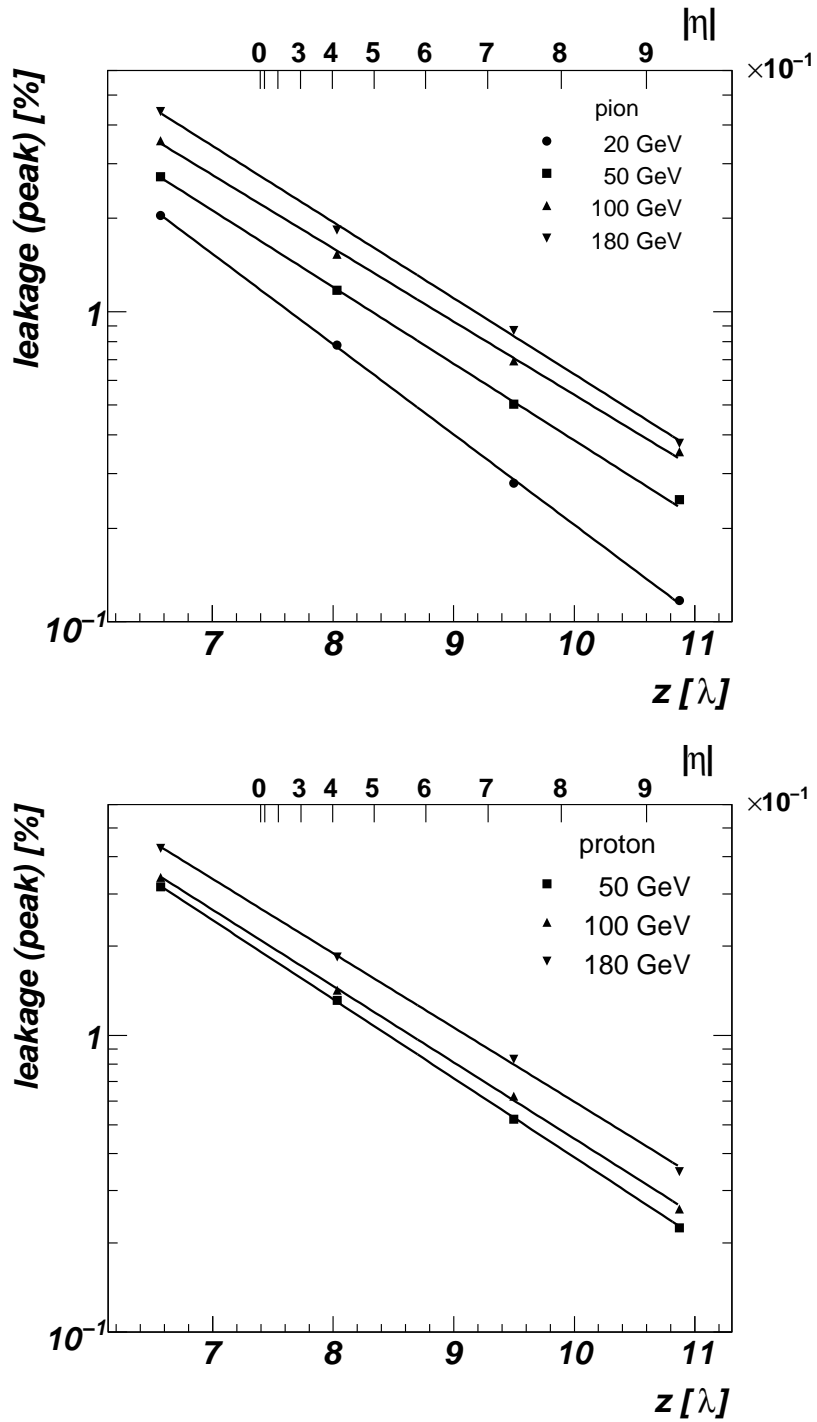 |η|
0 3 4 5 6 7 8 9 ×10⁻¹
leakage (peak) [%]
pion
20 GeV
50 GeV
100 GeV
180 GeV
1
10⁻¹
7 8 9 10 11
z [λ]
|η|
0 3 4 5 6 7 8 9 ×10⁻¹
leakage (peak) [%]
proton
50 GeV
100 GeV
180 GeV
1
10⁻¹
7 8 9 10 11
z [λ]